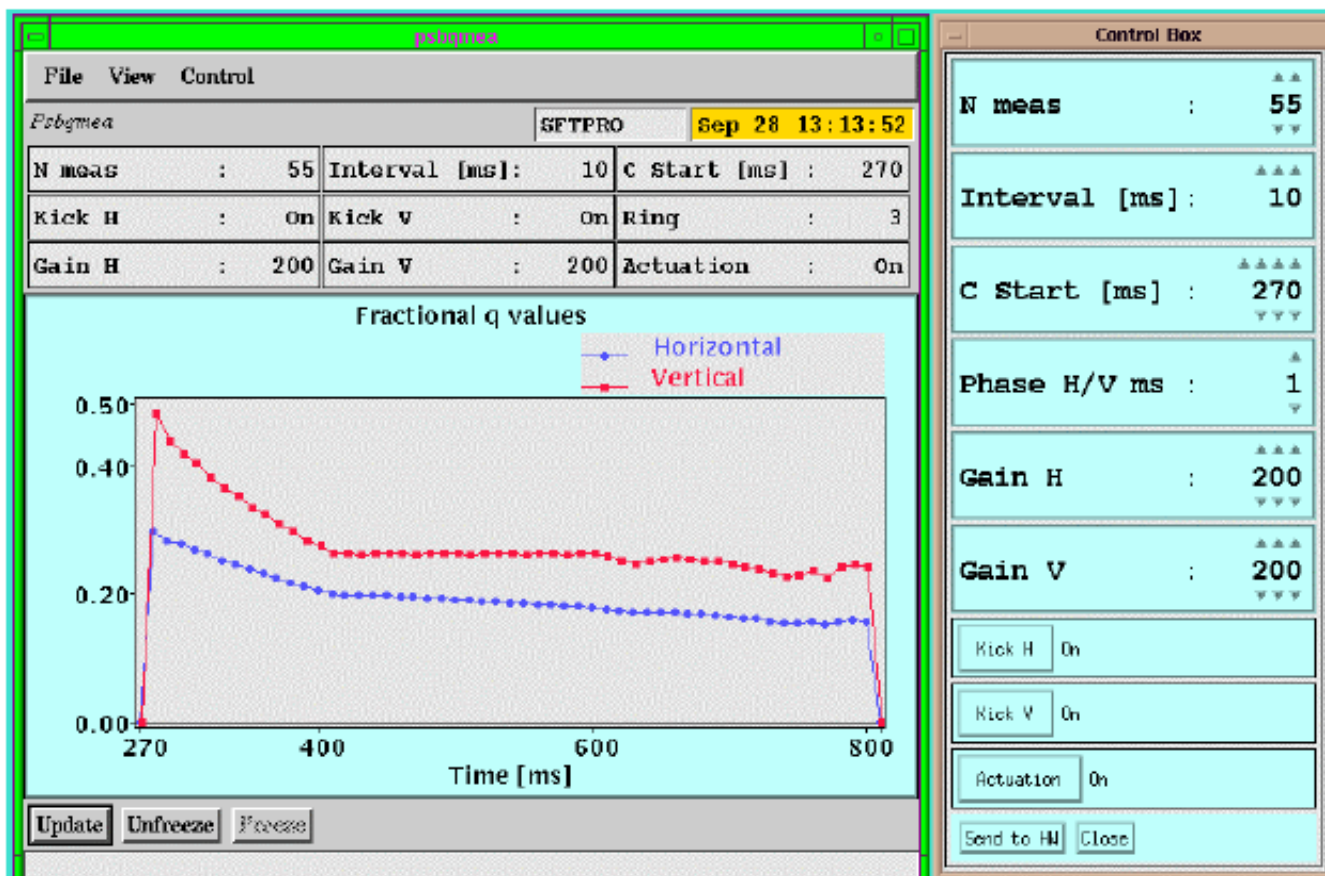 psbqmea
File View Control
Psbqmea SFTPRO Sep 28 13:13:52
N meas : 55 Interval [ms]: 10 C Start [ms] : 270
Kick H : On Kick V : On Ring : 3
Gain H : 200 Gain V : 200 Actuation : On
Fractional q values
Horizontal
Vertical
0.50
0.40
0.20
0.00
270 400 600 800
Time [ms]
Update Unfreeze Freeze
Control Box
N meas : 55
Interval [ms]: 10
C Start [ms] : 270
Phase H/V ms : 1
Gain H : 200
Gain V : 200
Kick H On
Kick V On
Actuation On
Send to HW Close